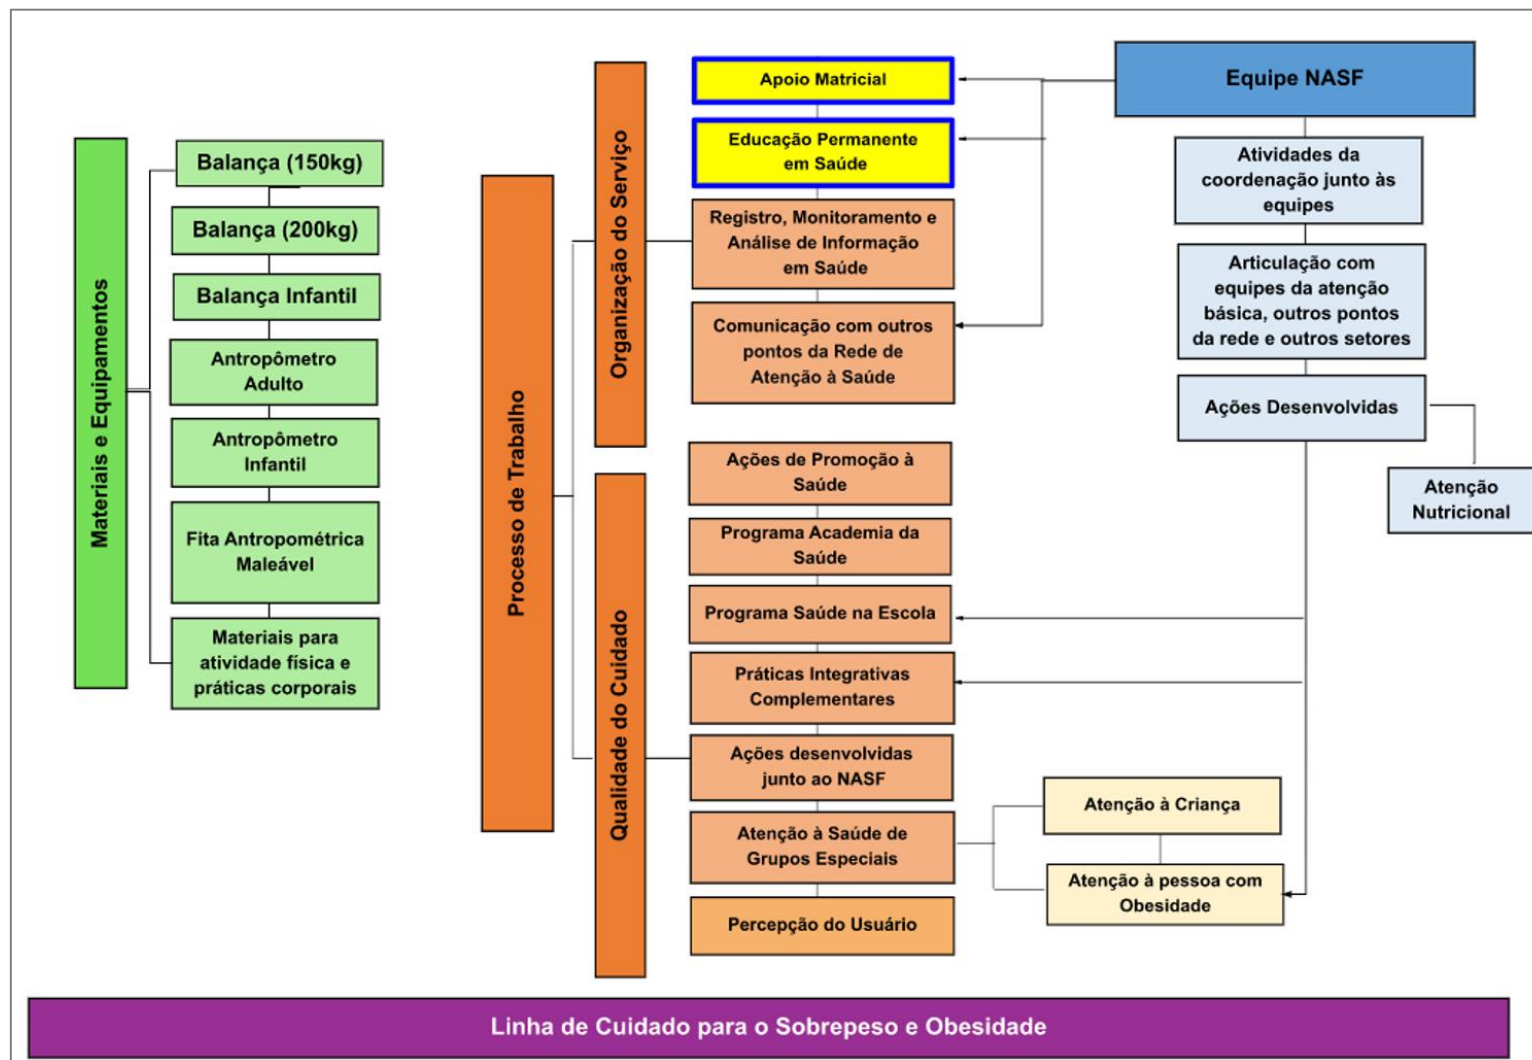 Materiais e Equipamentos
Balança (150kg)
Balança (200kg)
Balança Infantil
Antropômetro
Adulto
Antropômetro
Infantil
Fita Antropométrica
Maleável
Materiais para
atividade física e
práticas corporais
Processo de Trabalho
Organização do Serviço
Apoio Matricial
Educação Permanente
em Saúde
Registro, Monitoramento e
Análise de Informação
em Saúde
Comunicação com outros
pontos da Rede de
Atenção à Saúde
Qualidade do Cuidado
Ações de Promoção à
Saúde
Programa Academia da
Saúde
Programa Saúde na Escola
Práticas Integrativas
Complementares
Ações desenvolvidas
junto ao NASF
Atenção à Saúde de
Grupos Especiais
Percepção do Usuário
Atenção à Criança
Atenção à pessoa com
Obesidade
Equipe NASF
Atividades da
coordenação junto às
equipes
Articulação com
equipes da atenção
básica, outros pontos
da rede e outros setores
Ações Desenvolvidas
Atenção
Nutricional
Linha de Cuidado para o Sobrepeso e Obesidade